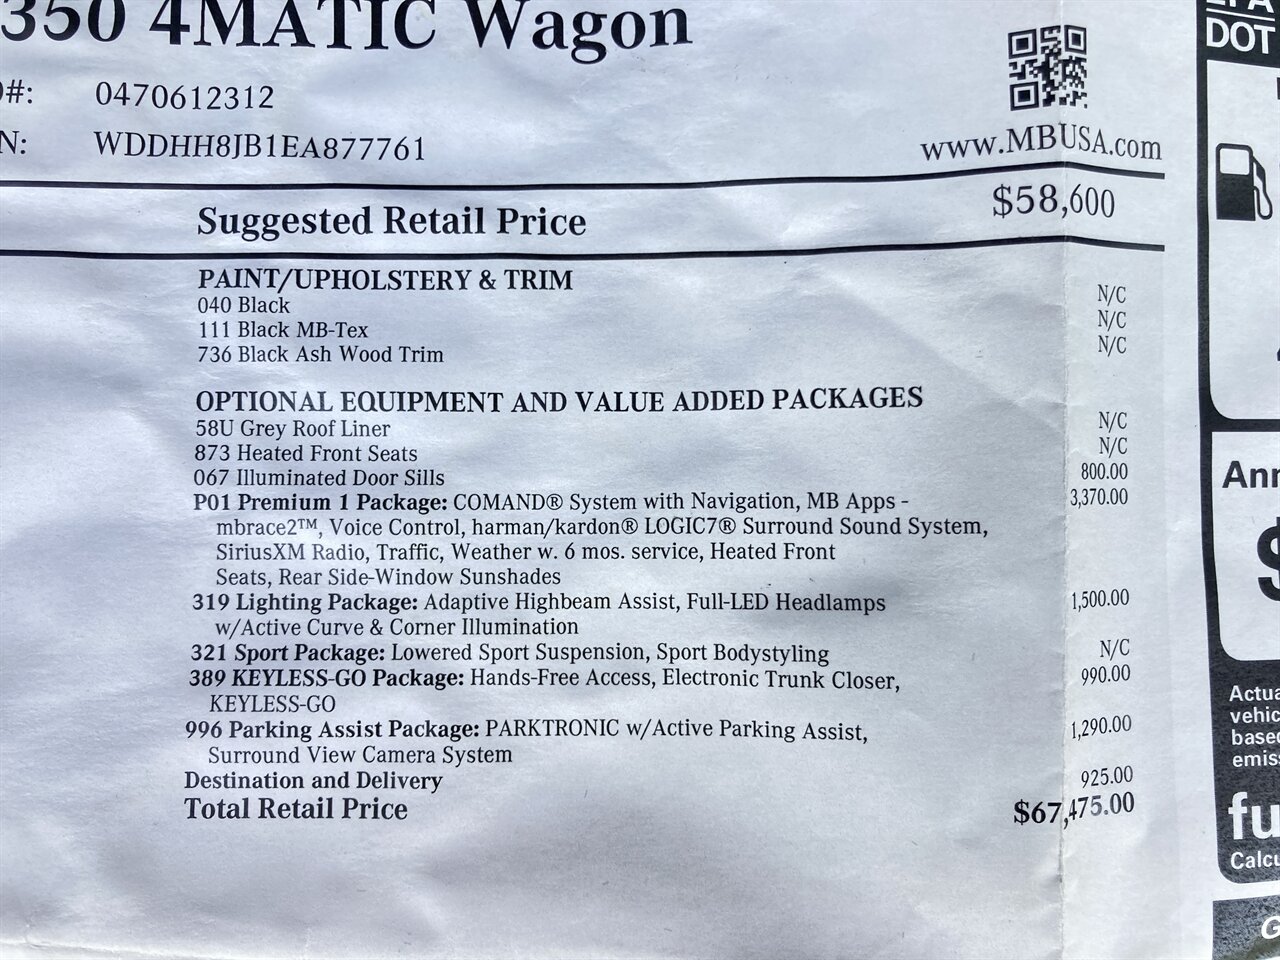 350 4MATIC Wagon
#: 0470612312
N: WDDHH8JB1EA877761
www.MBUSA.com
Suggested Retail Price $58,600
PAINT/UPHOLSTERY & TRIM
040 Black N/C
111 Black MB-Tex N/C
736 Black Ash Wood Trim N/C
OPTIONAL EQUIPMENT AND VALUE ADDED PACKAGES
58U Grey Roof Liner N/C
873 Heated Front Seats N/C
067 Illuminated Door Sills 800.00
P01 Premium 1 Package: COMAND® System with Navigation, MB Apps - 3,370.00
mbrace2™, Voice Control, harman/kardon® LOGIC7® Surround Sound System,
SiriusXM Radio, Traffic, Weather w. 6 mos. service, Heated Front
Seats, Rear Side-Window Sunshades
319 Lighting Package: Adaptive Highbeam Assist, Full-LED Headlamps 1,500.00
w/Active Curve & Corner Illumination
321 Sport Package: Lowered Sport Suspension, Sport Bodystyling N/C
389 KEYLESS-GO Package: Hands-Free Access, Electronic Trunk Closer, 990.00
KEYLESS-GO
996 Parking Assist Package: PARKTRONIC w/Active Parking Assist, 1,290.00
Surround View Camera System
Destination and Delivery 925.00
Total Retail Price $67,475.00
DOT
Ann
$
Actua
vehic
base
emis
fu
Calcu
G